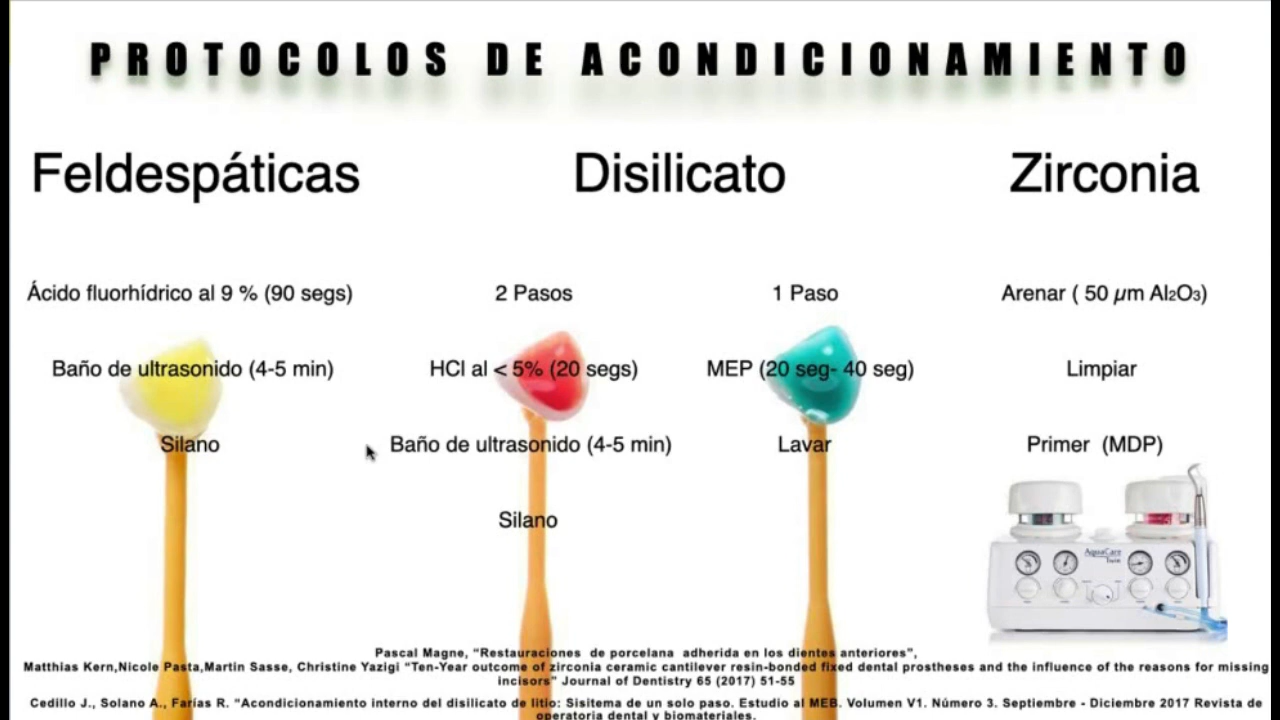 PROTOCOLOS DE ACONDICIONAMIENTO
Feldespáticas
Ácido fluorhídrico al 9 % (90 segs)
Baño de ultrasonido (4-5 min)
Silano
Disilicato
2 Pasos
HCl al < 5% (20 segs)
Baño de ultrasonido (4-5 min)
Silano
1 Paso
MEP (20 seg- 40 seg)
Lavar
Zirconia
Arenar ( 50 µm Al₂O₃)
Limpiar
Primer (MDP)
AquaCare
Twin
Pascal Magne, “Restauraciones de porcelana adherida en los dientes anteriores”,
Matthias Kern,Nicole Pasta,Martin Sasse, Christine Yazigi “Ten-Year outcome of zirconia ceramic cantilever resin-bonded fixed dental prostheses and the influence of the reasons for missing
incisors” Journal of Dentistry 65 (2017) 51-55
Cedillo J., Solano A., Farías R. “Acondicionamiento interno del disilicato de litio: Sisitema de un solo paso. Estudio al MEB. Volumen V1. Número 3. Septiembre - Diciembre 2017 Revista de
operatoria dental y biomateriales.